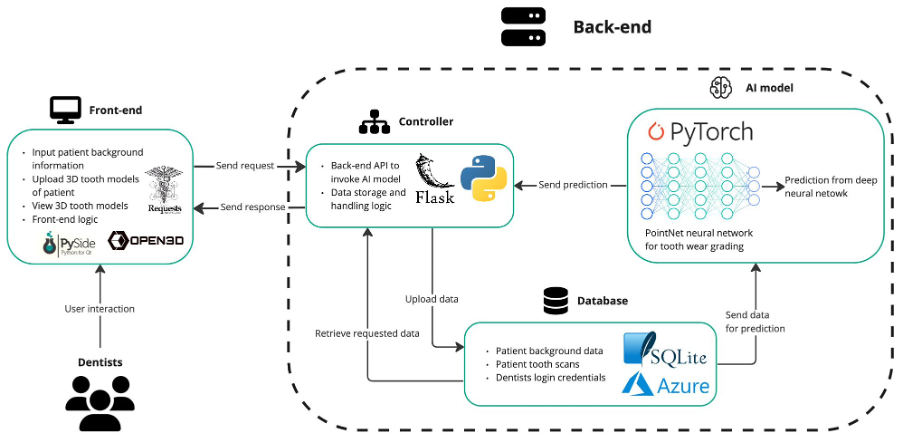 Back-end
AI model
Front-end
Controller
PyTorch
• Input patient background
information
• Upload 3D tooth models
of patient
• View 3D tooth models
• Front-end logic
Requests
PySide
Python for Qt
OPEN3D
Send request
Send response
• Back-end API to
invoke AI model
• Data storage and
handling logic
Flask
Send prediction
Prediction from deep
neural netowk
PointNet neural network
for tooth wear grading
User interaction
Upload data
Retrieve requested data
Database
Send data
for prediction
• Patient background data
• Patient tooth scans
• Dentists login credentials
SQLite
Azure
Dentists